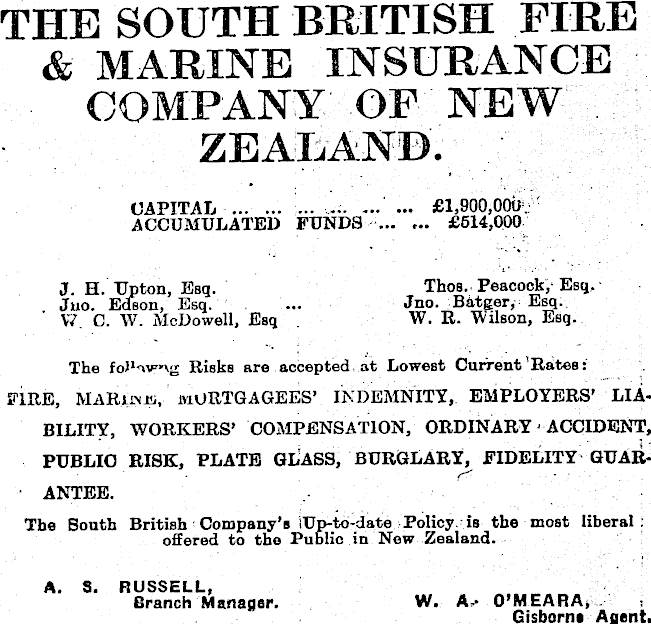 THE SOUTH BRITISH FIRE
& MARINE INSURANCE
COMPANY OF NEW
ZEALAND.
CAPITAL ... ... ... ... ... ... £1,900,000
ACCUMULATED FUNDS ... ... £514,000
J. H. Upton, Esq. Thos. Peacock, Esq.
Jno. Edson, Esq. ... Jno. Batger, Esq.
W. C. W. McDowell, Esq W. R. Wilson, Esq.
The following Risks are accepted at Lowest Current Rates:
FIRE, MARINE, MORTGAGEES' INDEMNITY, EMPLOYERS' LIA-
BILITY, WORKERS' COMPENSATION, ORDINARY ACCIDENT,
PUBLIC RISK, PLATE GLASS, BURGLARY, FIDELITY GUAR-
ANTEE.
The South British Company's Up-to-date Policy is the most liberal
offered to the Public in New Zealand.
A. S. RUSSELL,
Branch Manager.
W. A. O'MEARA,
Gisborne Agent.